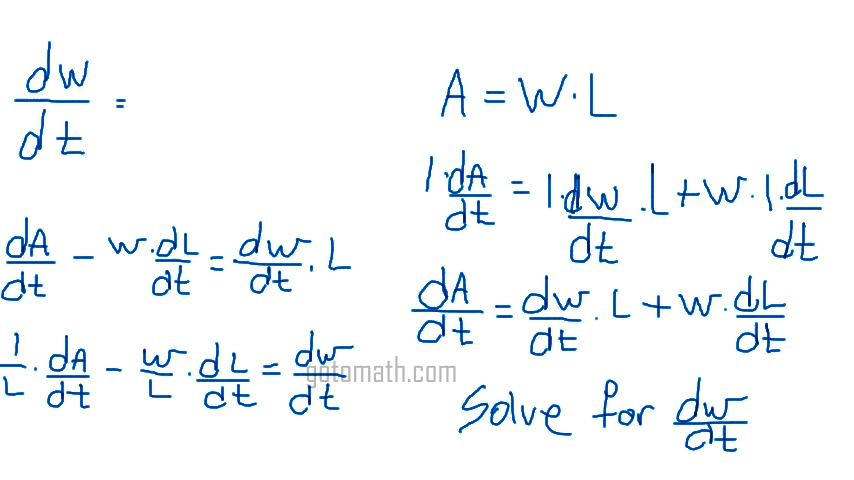 dw/dt =
dA/dt - w·dL/dt = dw/dt · L
1/L · dA/dt - w/L · dL/dt = dw/dt
A = W·L
1·dA/dt = 1·dw/dt · L + w·1·dL/dt
dA/dt = dw/dt · L + w·dL/dt
Solve for dw/dt
gotomath.com